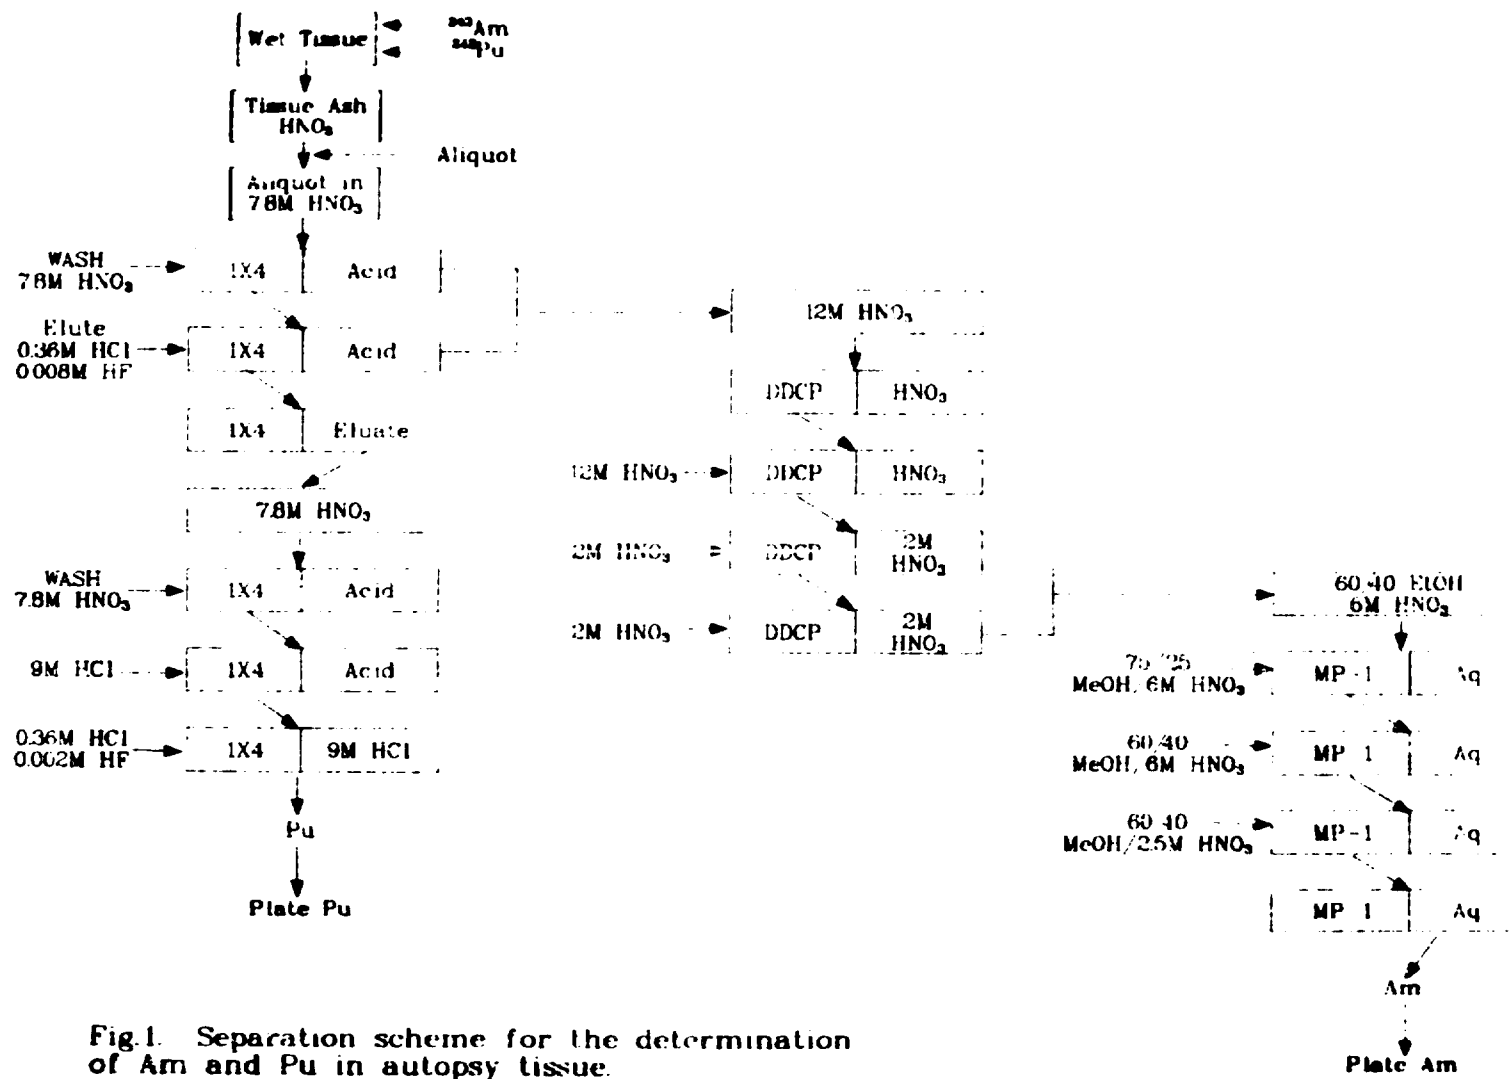 Wet Tissue
Am
Pu
Tissue Ash
HNO₃
Aliquot
Aliquot in
7.8M HNO₃
WASH
7.8M HNO₃
1X4
Acid
Elute
0.36M HCl
0.008M HF
1X4
Acid
1X4
Eluate
7.8M HNO₃
WASH
7.8M HNO₃
1X4
Acid
9M HCl
1X4
Acid
0.36M HCl
0.002M HF
1X4
9M HCl
Pu
Plate Pu
12M HNO₃
DDCP
HNO₃
12M HNO₃
DDCP
HNO₃
2M HNO₃
DDCP
2M
HNO₃
2M HNO₃
DDCP
2M
HNO₃
60/40 EtOH
6M HNO₃
75/25
MeOH/6M HNO₃
MP-1
Aq
60/40
MeOH/6M HNO₃
MP-1
Aq
60/40
MeOH/2.5M HNO₃
MP-1
Aq
MP-1
Aq
Am
Plate Am
Fig.1. Separation scheme for the determination
of Am and Pu in autopsy tissue.